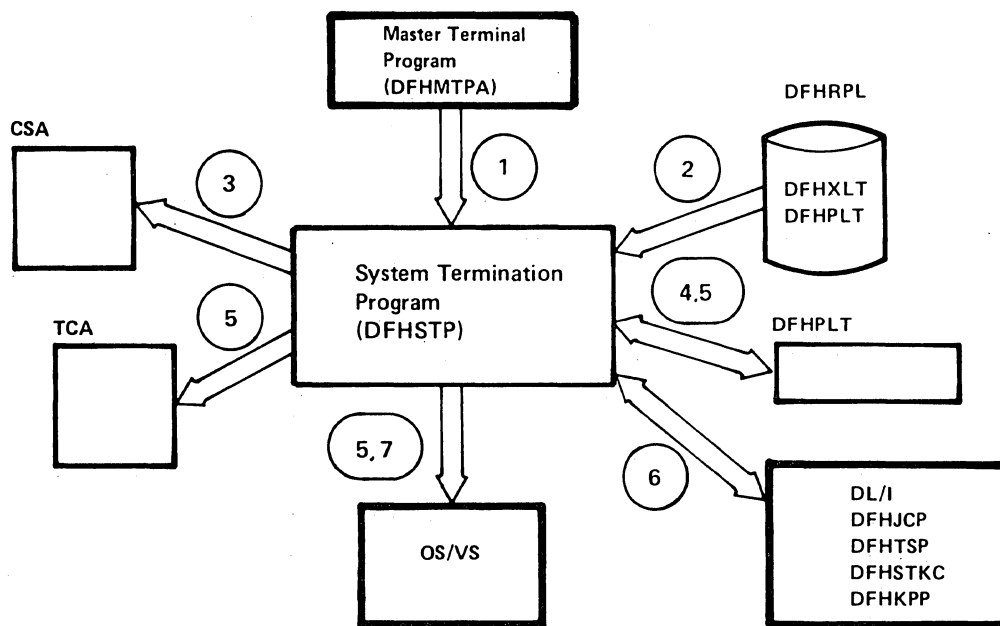 Master Terminal
Program
(DFHMTPA)
DFHRPL
CSA
1
2
3
DFHXLT
DFHPLT
System Termination
Program
(DFHSTP)
4,5
TCA
5
DFHPLT
5,7
6
OS/VS
DL/I
DFHJCP
DFHTSP
DFHSTKC
DFHKPP